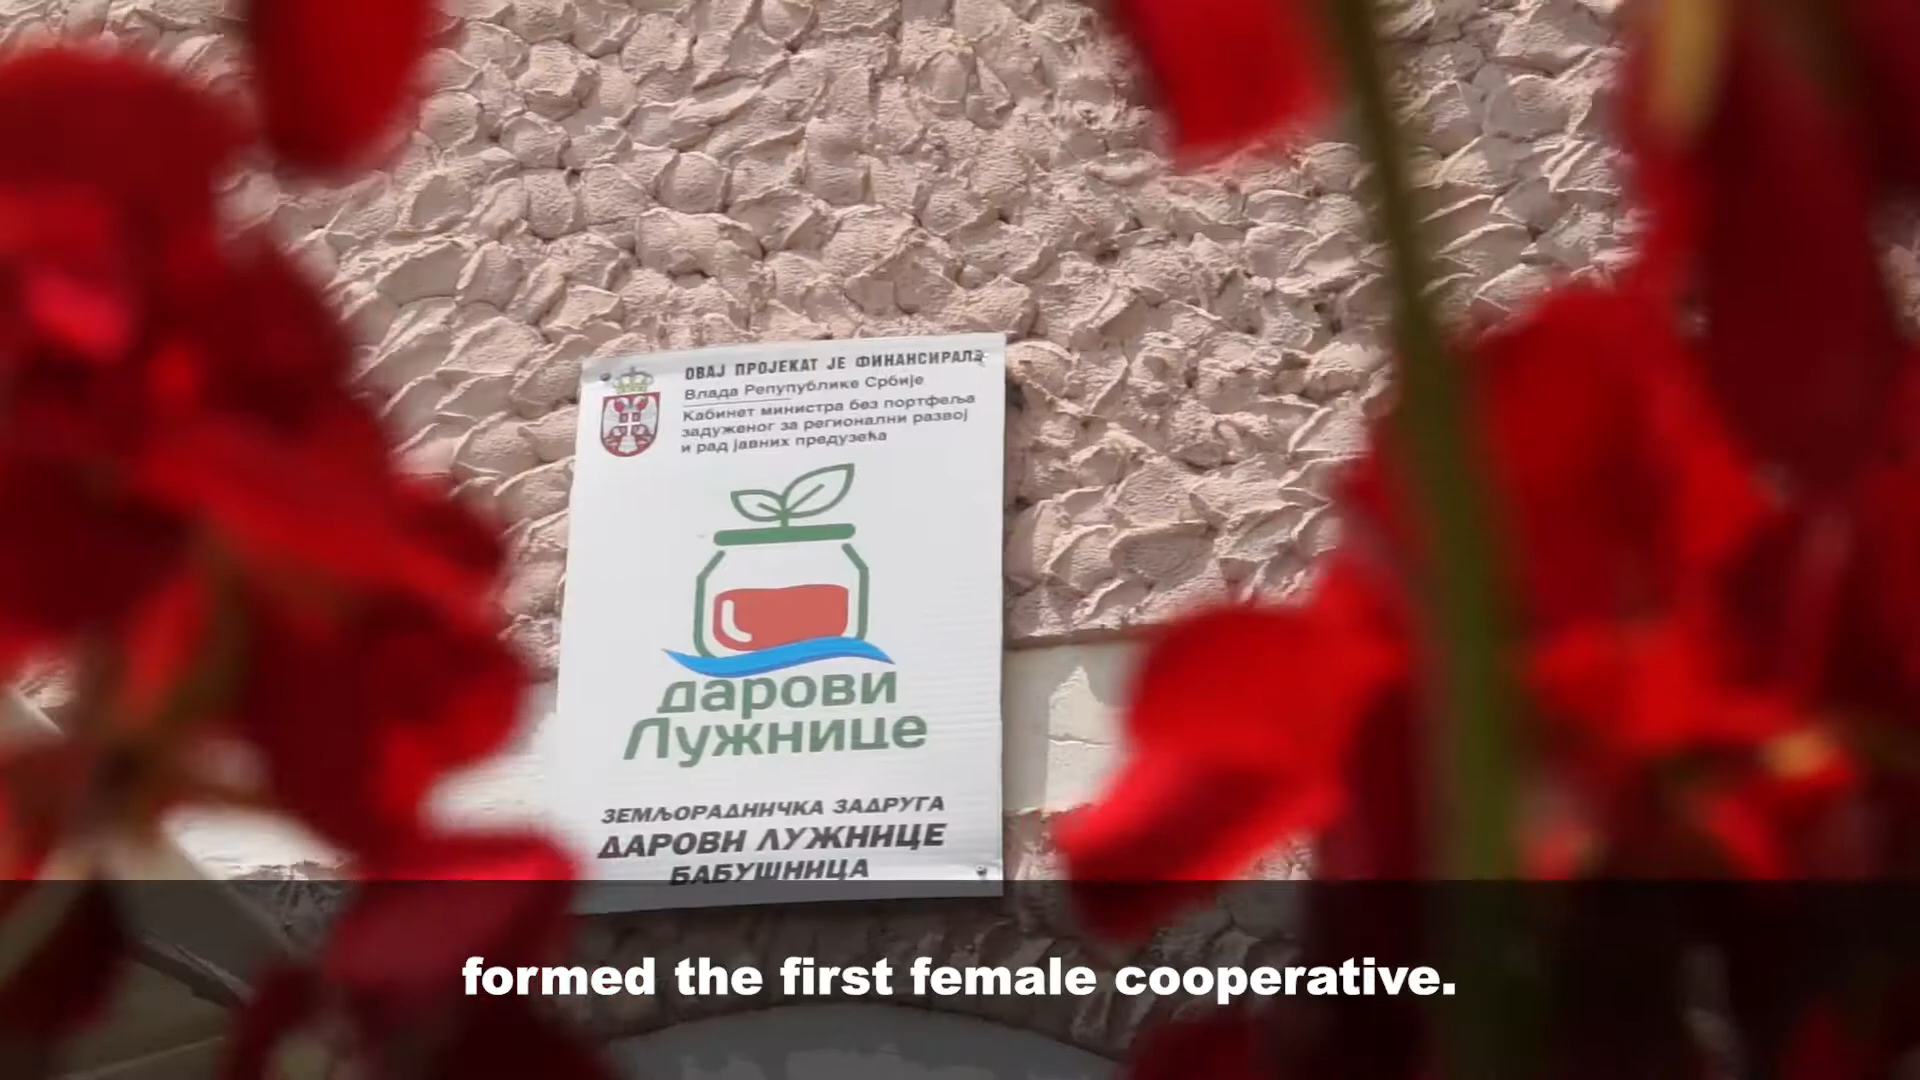 ОВАЈ ПРОЈЕКАТ ЈЕ ФИНАНСИРАЛА
Влада Репупублике Србије
Кабинет министра без портфеља
задуженог за регионални развој
и рад јавних предузећа
дарови
Лужнице
ЗЕМЉОРАДНИЧКА ЗАДРУГА
ДАРОВИ ЛУЖНИЦЕ
БАБУШНИЦА
formed the first female cooperative.